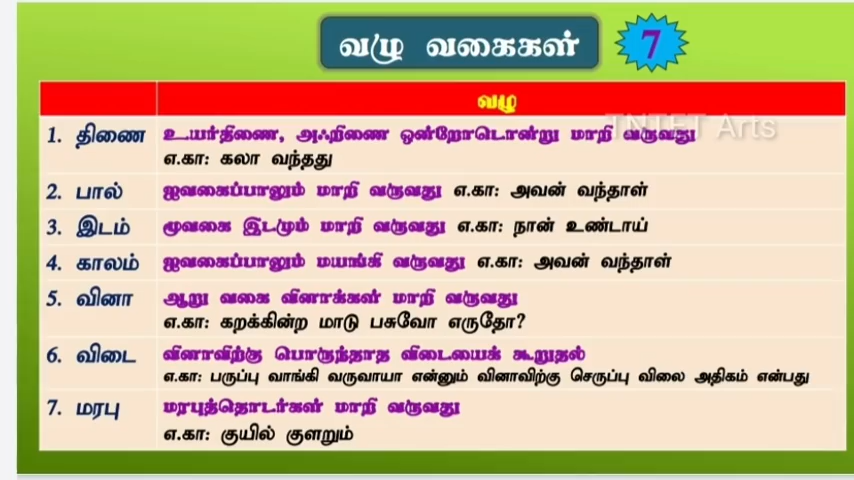 வழு வகைகள் 7
வழு
TNTET Arts
1. திணை உயர்திணை, அஃறிணை ஒன்றோடொன்று மாறி வருவது
எ.கா: கலா வந்தது
2. பால் ஐவகைப்பாலும் மாறி வருவது எ.கா: அவன் வந்தாள்
3. இடம் மூவகை இடமும் மாறி வருவது எ.கா: நான் உண்டாய்
4. காலம் ஐவகைப்பாலும் மயங்கி வருவது எ.கா: அவன் வந்தாள்
5. வினா ஆறு வகை வினாக்கள் மாறி வருவது
எ.கா: கறக்கின்ற மாடு பசுவோ எருதோ?
6. விடை வினாவிற்கு பொருந்தாத விடையைக் கூறுதல்
எ.கா: பருப்பு வாங்கி வருவாயா என்னும் வினாவிற்கு செருப்பு விலை அதிகம் என்பது
7. மரபு மரபுத்தொடர்கள் மாறி வருவது
எ.கா: குயில் குளறும்